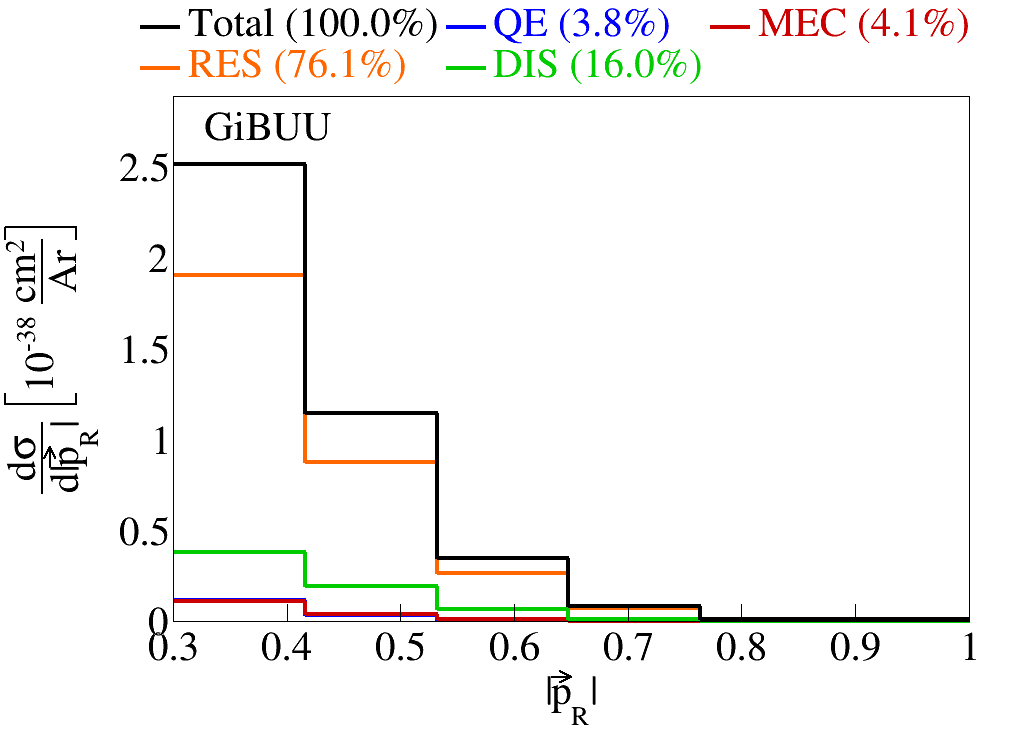 Total (100.0%) QE (3.8%) MEC (4.1%)
RES (76.1%) DIS (16.0%)
GiBUU
2.5
2
1.5
1
0.5
0
0.3 0.4 0.5 0.6 0.7 0.8 0.9 1
|p⃗_R|
dσ/d|p⃗_R| [10^-38 cm^2/Ar]